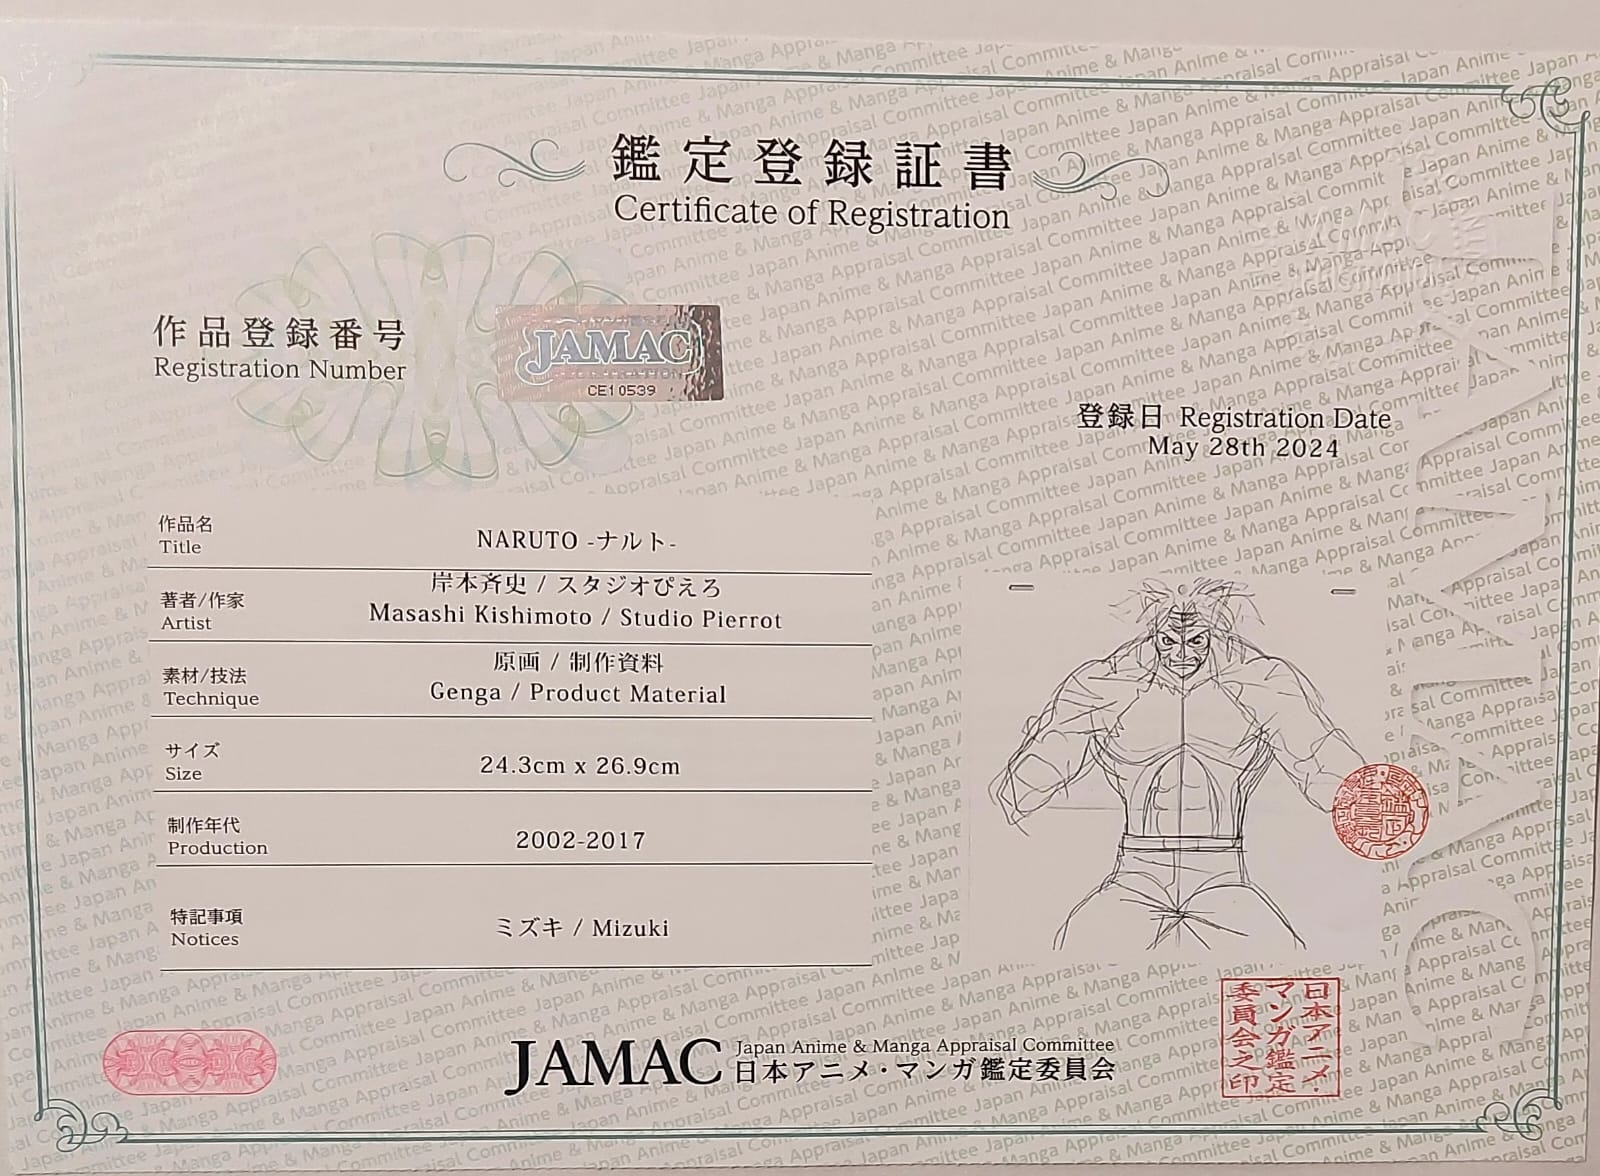 鑑定登録証書
Certificate of Registration
作品登録番号
Registration Number
JAMAC
CE10539
登録日 Registration Date
May 28th 2024
作品名
Title
NARUTO -ナルト-
著者/作家
Artist
岸本斉史 / スタジオぴえろ
Masashi Kishimoto / Studio Pierrot
素材/技法
Technique
原画 / 制作資料
Genga / Product Material
サイズ
Size
24.3cm x 26.9cm
制作年代
Production
2002-2017
特記事項
Notices
ミズキ / Mizuki
JAMAC
Japan Anime & Manga Appraisal Committee
日本アニメ・マンガ鑑定委員会
日本アニメ・
マンガ鑑定
委員会之印